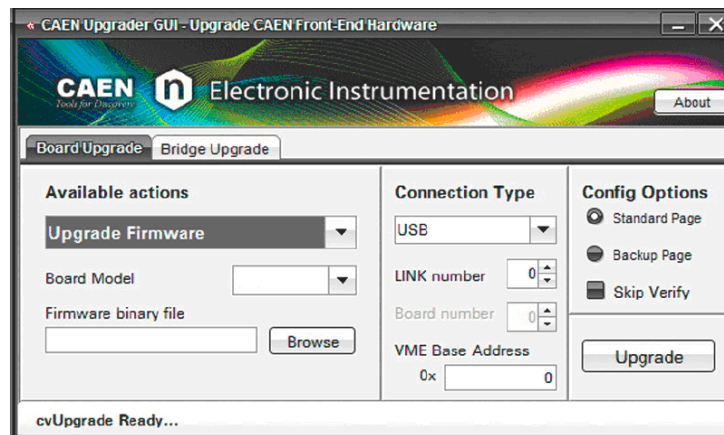 CAEN Upgrader GUI - Upgrade CAEN Front-End Hardware
CAEN
Tools for Discovery
n
Electronic Instrumentation
About
Board Upgrade
Bridge Upgrade
Available actions
Upgrade Firmware
Board Model
Firmware binary file
Browse
Connection Type
USB
LINK number 0
Board number 0
VME Base Address
0x 0
Config Options
Standard Page
Backup Page
Skip Verify
Upgrade
cvUpgrade Ready...